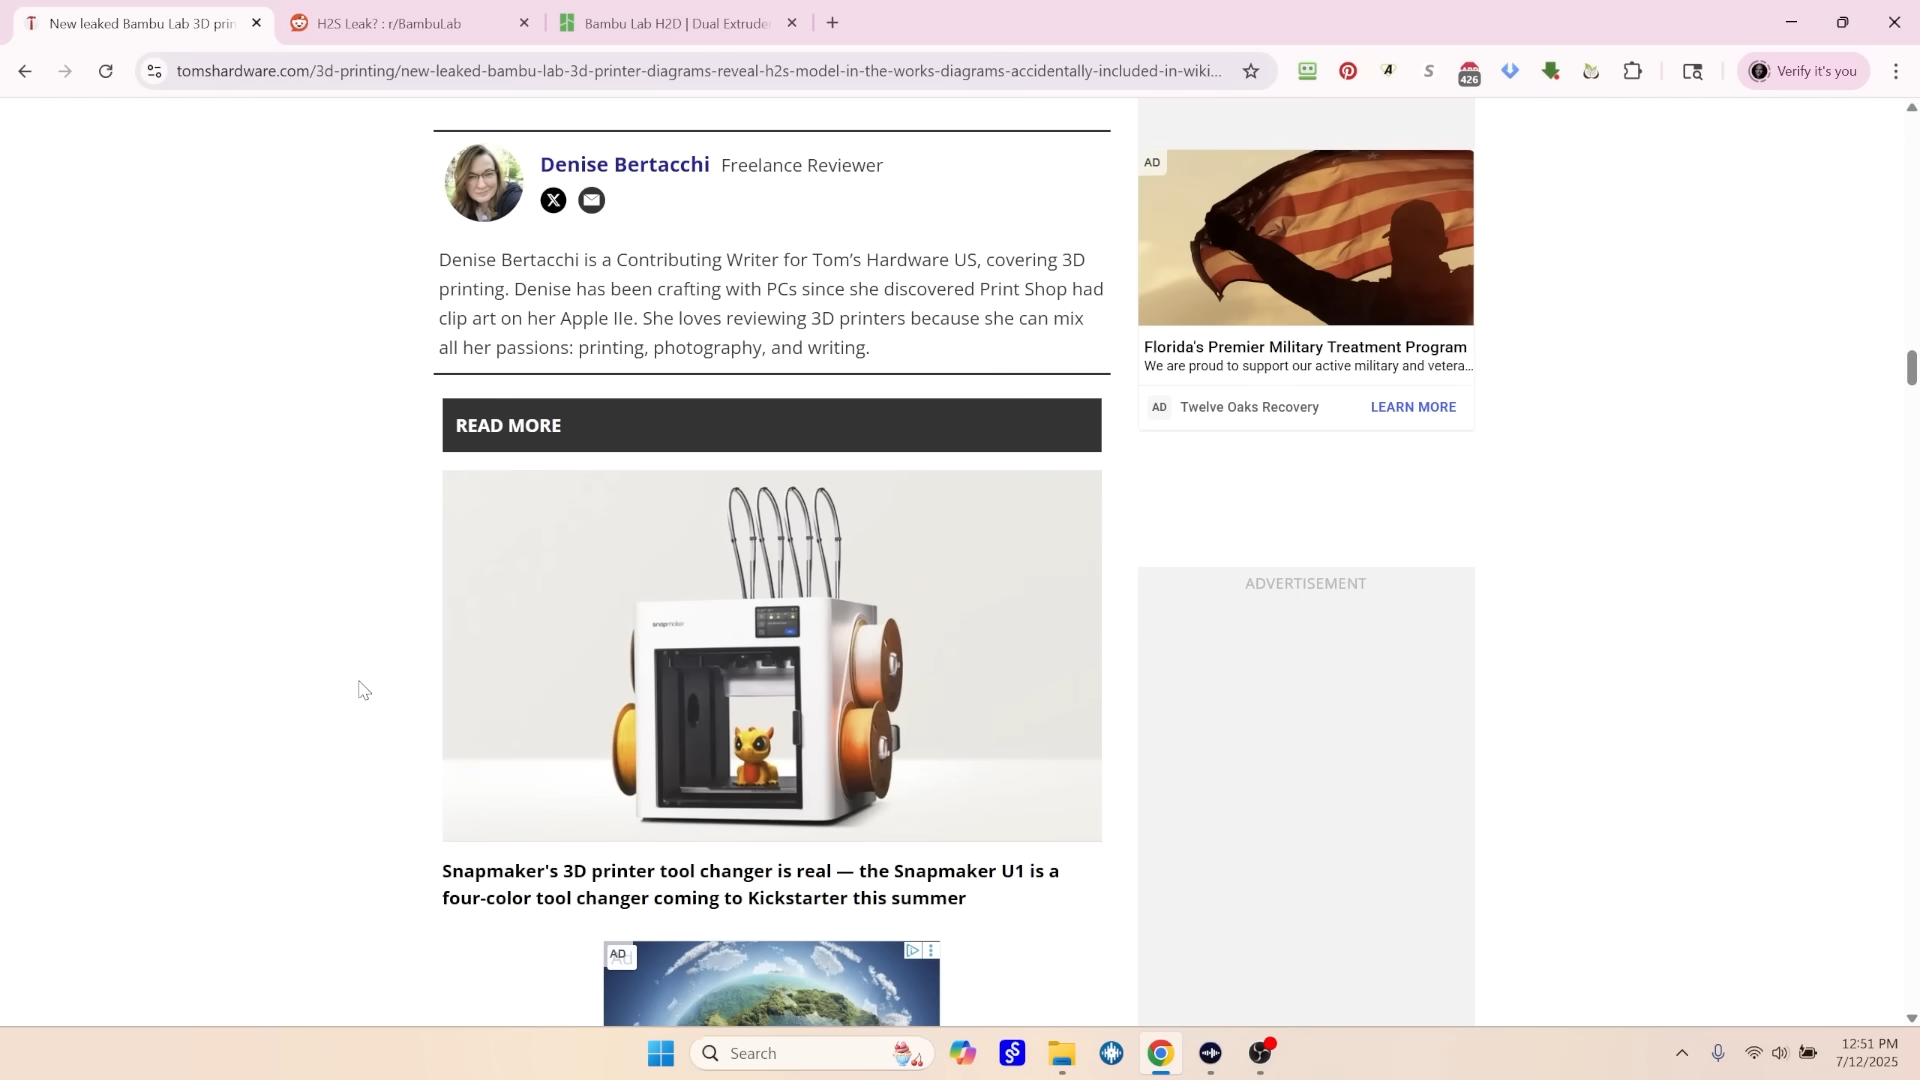 New leaked Bambu Lab 3D prin
H2S Leak? : r/BambuLab
Bambu Lab H2D | Dual Extruder
tomshardware.com/3d-printing/new-leaked-bambu-lab-3d-printer-diagrams-reveal-h2s-model-in-the-works-diagrams-accidentally-included-in-wiki...
426
Verify it's you
Denise Bertacchi Freelance Reviewer
Denise Bertacchi is a Contributing Writer for Tom’s Hardware US, covering 3D
printing. Denise has been crafting with PCs since she discovered Print Shop had
clip art on her Apple IIe. She loves reviewing 3D printers because she can mix
all her passions: printing, photography, and writing.
READ MORE
snapmaker
Snapmaker's 3D printer tool changer is real — the Snapmaker U1 is a
four-color tool changer coming to Kickstarter this summer
AD
AD
Florida's Premier Military Treatment Program
We are proud to support our active military and vetera...
AD Twelve Oaks Recovery LEARN MORE
ADVERTISEMENT
Search
12:51 PM
7/12/2025